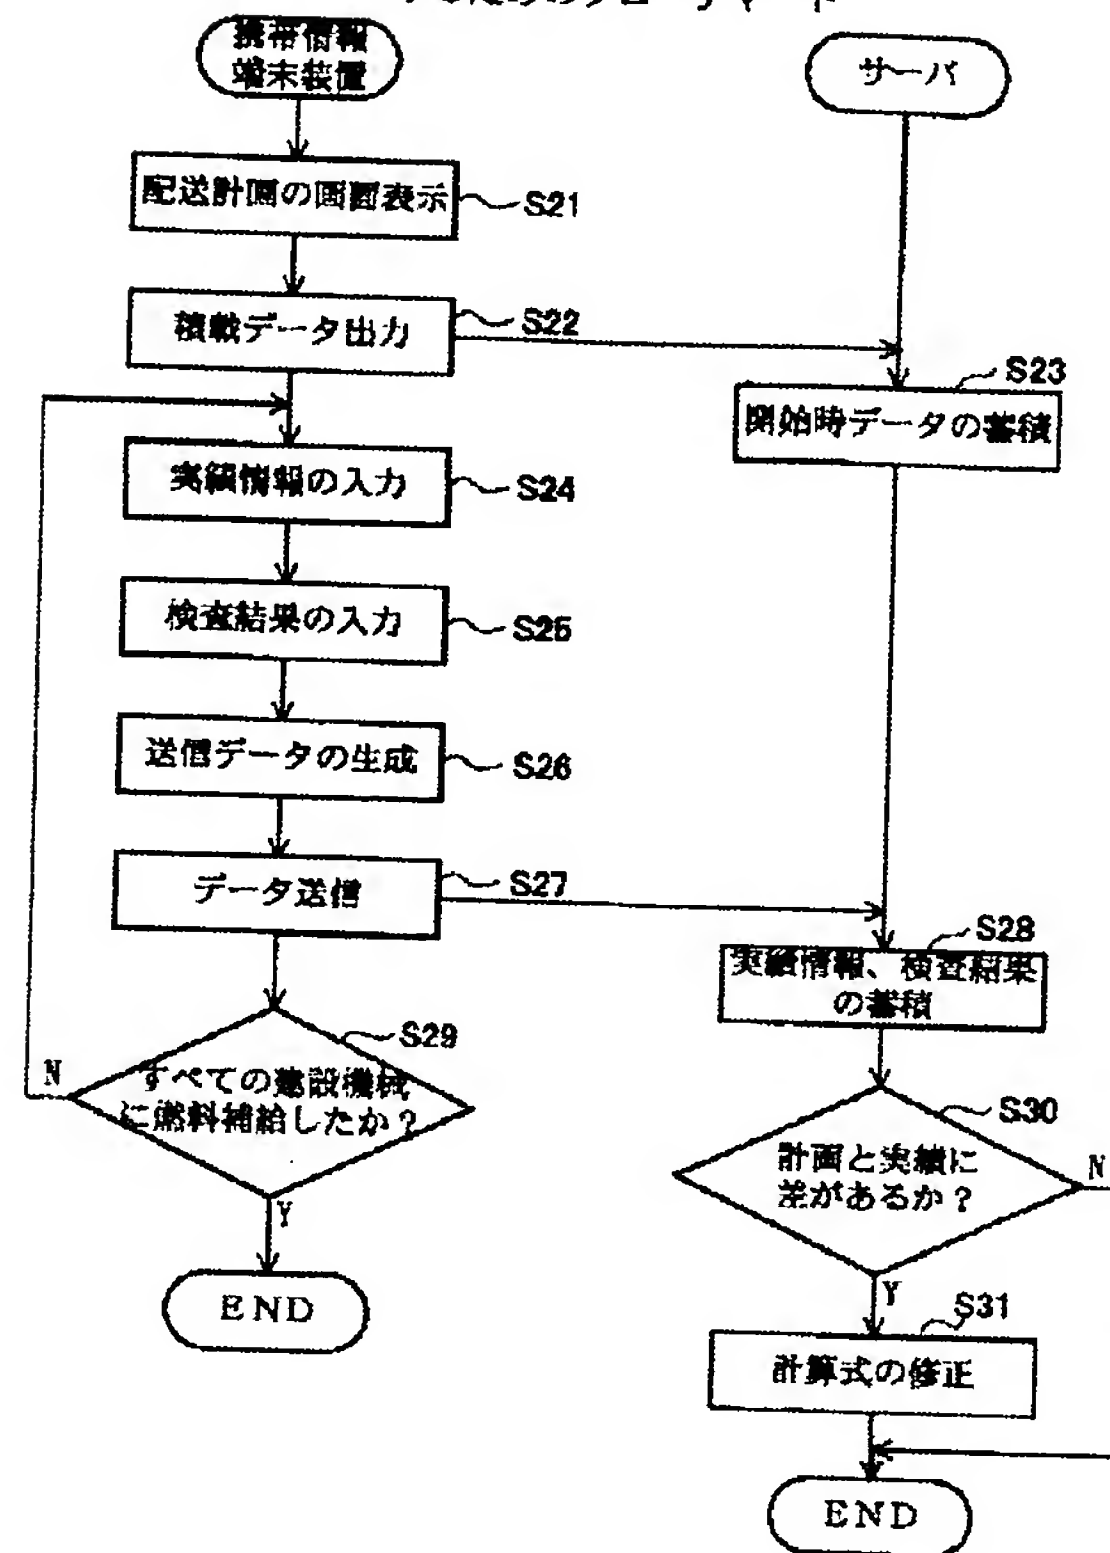 携帯情報
端末装置
サーバ
配送計画の画面表示
S21
積載データ出力
S22
S23
開始時データの蓄積
実績情報の入力
S24
検査結果の入力
S25
送信データの生成
S26
データ送信
S27
S28
実績情報、検査結果
の蓄積
S29
N
すべての建設機械
に燃料補給したか？
Y
END
S30
計画と実績に
差があるか？
N
Y
S31
計算式の修正
END